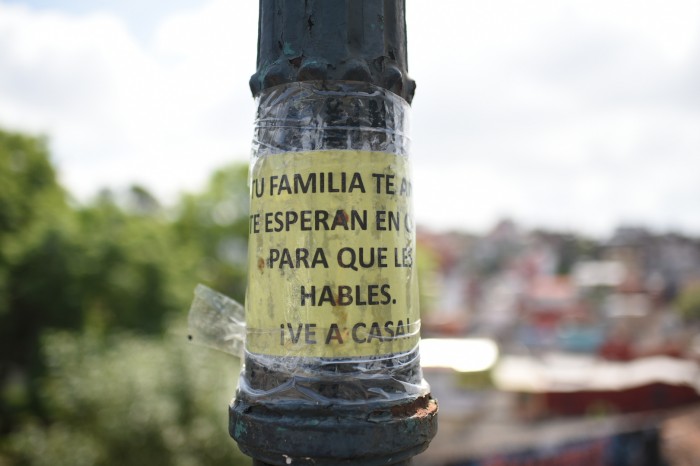 TU FAMILIA TE
TE ESPERAN EN
PARA QUE LES
HABLES.
¡VE A CASA!